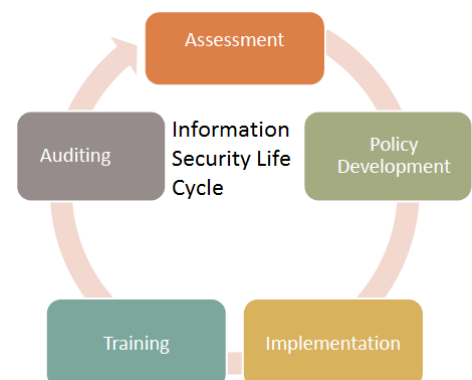 Assessment
Information
Security Life
Cycle
Policy
Development
Implementation
Training
Auditing